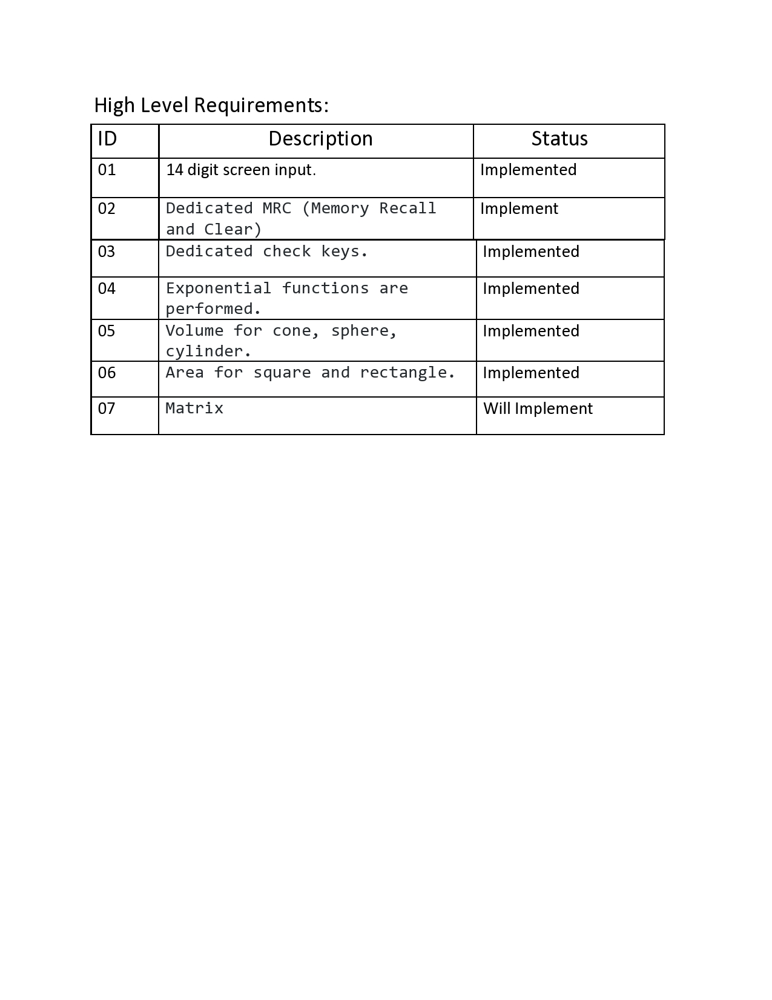 High Level Requirements:
ID Description Status
01 14 digit screen input. Implemented
02 Dedicated MRC (Memory Recall Implement
and Clear)
03 Dedicated check keys. Implemented
04 Exponential functions are Implemented
performed.
05 Volume for cone, sphere, Implemented
cylinder.
06 Area for square and rectangle. Implemented
07 Matrix Will Implement